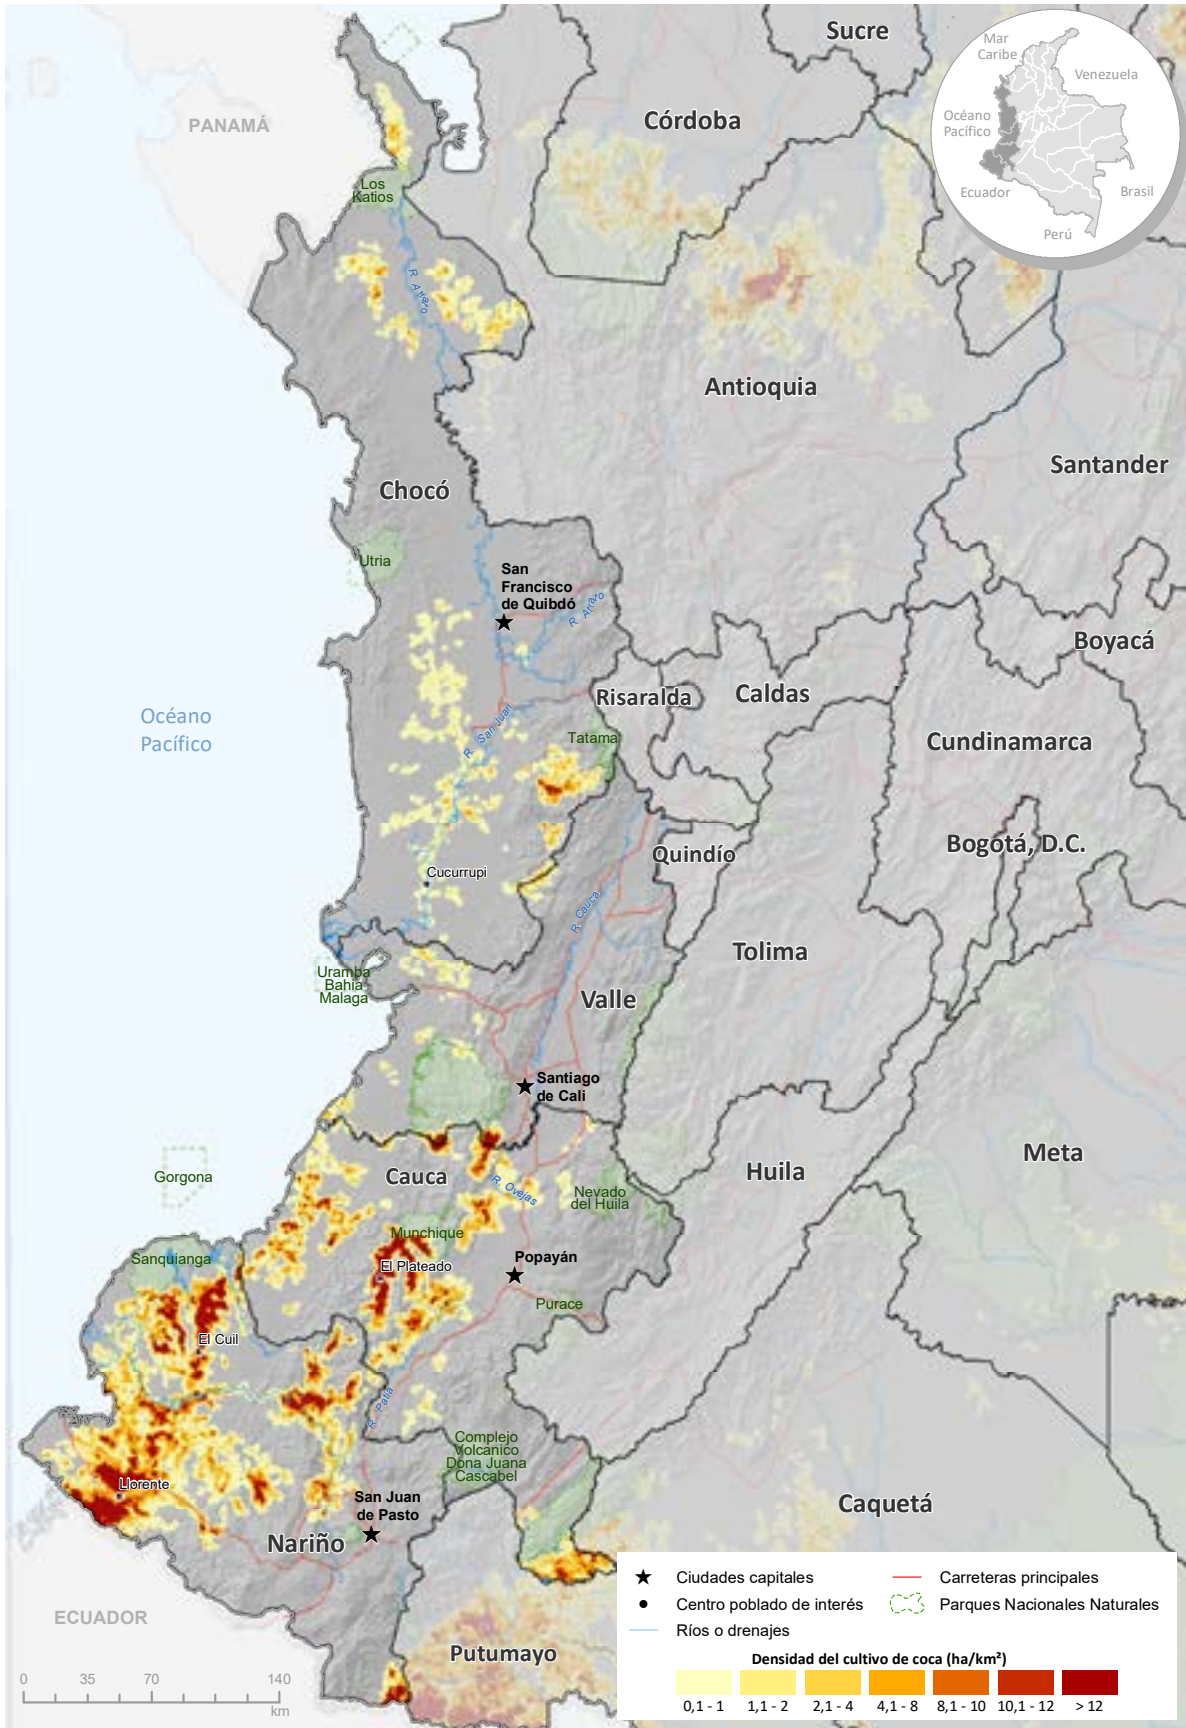 Sucre
Mar
Caribe
Venezuela
Océano
Pacífico
Ecuador
Brasil
Perú
PANAMÁ
Córdoba
Los
Katios
R. Atrato
Antioquia
Santander
Chocó
Utria
San
Francisco
de Quibdó
R. Atrato
Boyacá
Risaralda
Caldas
Océano
Pacífico
R. San Juan
Tatama
Cundinamarca
Quindío
Bogotá, D.C.
Cucurrupi
R. Cauca
Tolima
Uramba
Bahia
Malaga
Valle
Santiago
de Cali
Meta
Huila
Cauca
Gorgona
R. Ovejas
Nevado
del Huila
Munchique
Sanquianga
El Plateado
Popayán
Purace
El Cuil
R. Patía
Complejo
Volcanico
Dona Juana
Cascabel
Llorente
San Juan
de Pasto
Caquetá
Nariño
ECUADOR
Putumayo
0 35 70 140
km
Ciudades capitales
Carreteras principales
Centro poblado de interés
Parques Nacionales Naturales
Ríos o drenajes
Densidad del cultivo de coca (ha/km²)
0,1 - 1 1,1 - 2 2,1 - 4 4,1 - 8 8,1 - 10 10,1 - 12 > 12